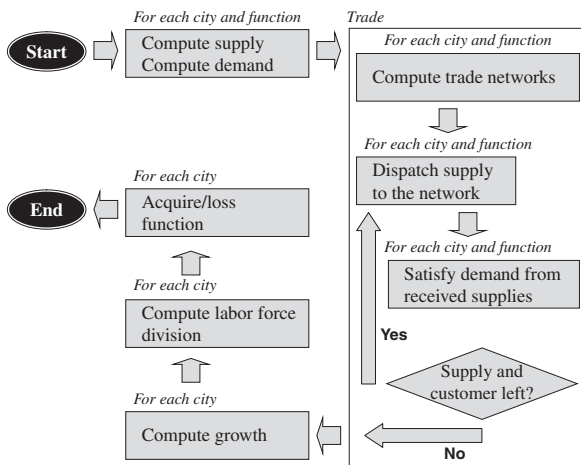 For each city and function
Trade
Start
Compute supply
Compute demand
For each city and function
Compute trade networks
For each city and function
Dispatch supply
to the network
For each city
End
Acquire/loss
function
For each city and function
Satisfy demand from
received supplies
For each city
Compute labor force
division
Yes
Supply and
customer left?
For each city
Compute growth
No